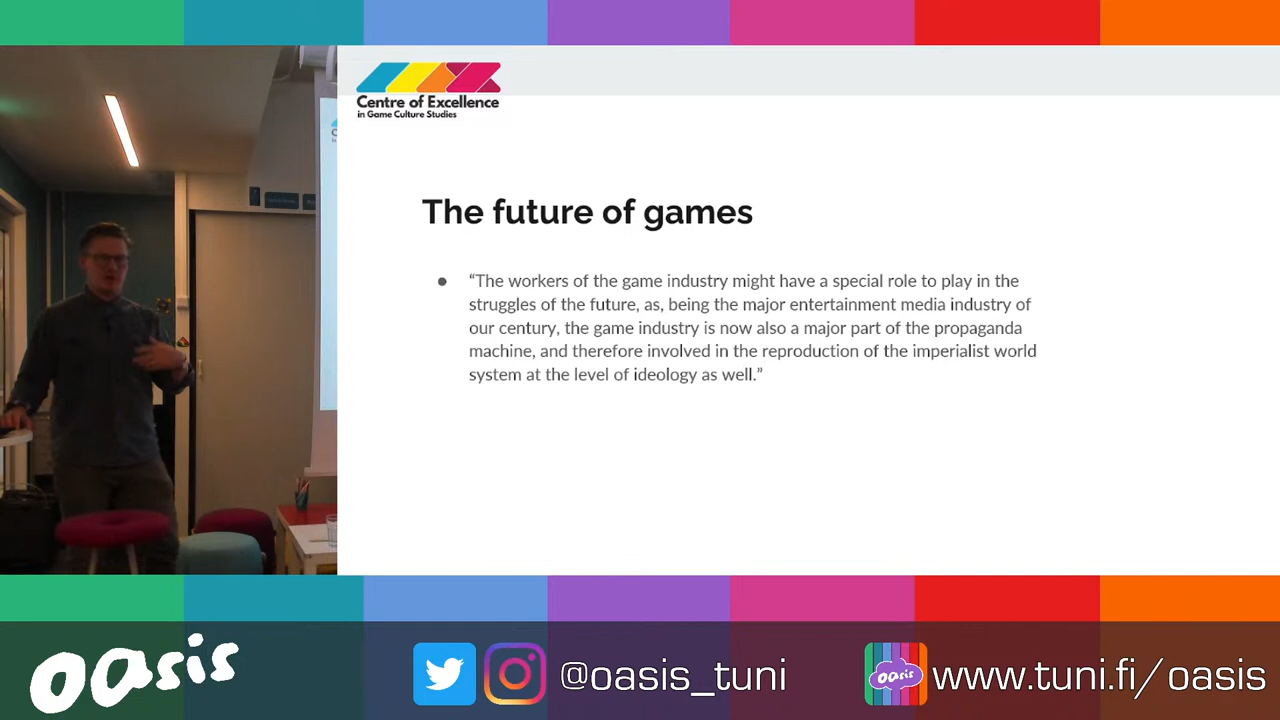 Centre of Excellence
in Game Culture Studies
The future of games
● “The workers of the game industry might have a special role to play in the
struggles of the future, as, being the major entertainment media industry of
our century, the game industry is now also a major part of the propaganda
machine, and therefore involved in the reproduction of the imperialist world
system at the level of ideology as well.”
oasis
@oasis_tuni
oasis
www.tuni.fi/oasis